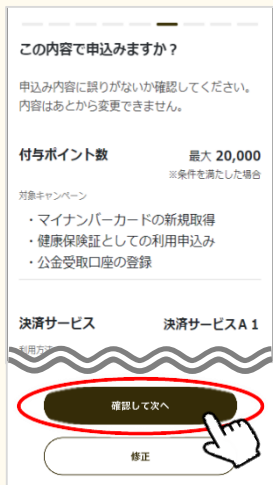 この内容で申込みますか？
申込み内容に誤りがないか確認してください。
内容はあとから変更できません。
付与ポイント数 最大 20,000
※条件を満たした場合
対象キャンペーン
・マイナンバーカードの新規取得
・健康保険証としての利用申込み
・公金受取口座の登録
決済サービス 決済サービスA 1
利用方法
確認して次へ
修正